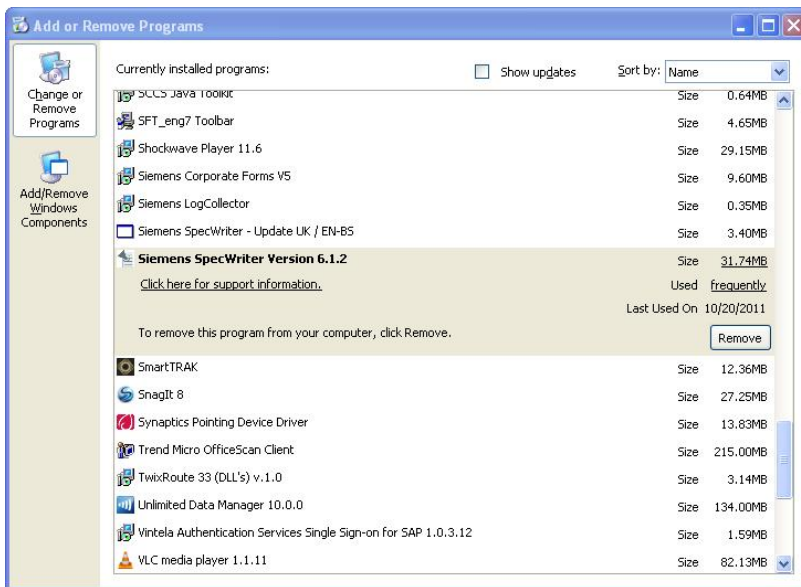 Add or Remove Programs
Change or
Remove
Programs
Add/Remove
Windows
Components
Currently installed programs:
Show updates
Sort by: Name
SCCS Java Toolkit Size 0.64MB
SFT_eng7 Toolbar Size 4.65MB
Shockwave Player 11.6 Size 29.15MB
Siemens Corporate Forms V5 Size 9.60MB
Siemens LogCollector Size 0.35MB
Siemens SpecWriter - Update UK / EN-BS Size 3.40MB
Siemens SpecWriter Version 6.1.2 Size 31.74MB
Click here for support information. Used frequently
Last Used On 10/20/2011
To remove this program from your computer, click Remove. Remove
SmartTRAK Size 12.36MB
SnagIt 8 Size 27.25MB
Synaptics Pointing Device Driver Size 13.83MB
Trend Micro OfficeScan Client Size 215.00MB
TwixRoute 33 (DLL's) v.1.0 Size 3.14MB
Unlimited Data Manager 10.0.0 Size 134.00MB
Vintela Authentication Services Single Sign-on for SAP 1.0.3.12 Size 1.59MB
VLC media player 1.1.11 Size 82.13MB